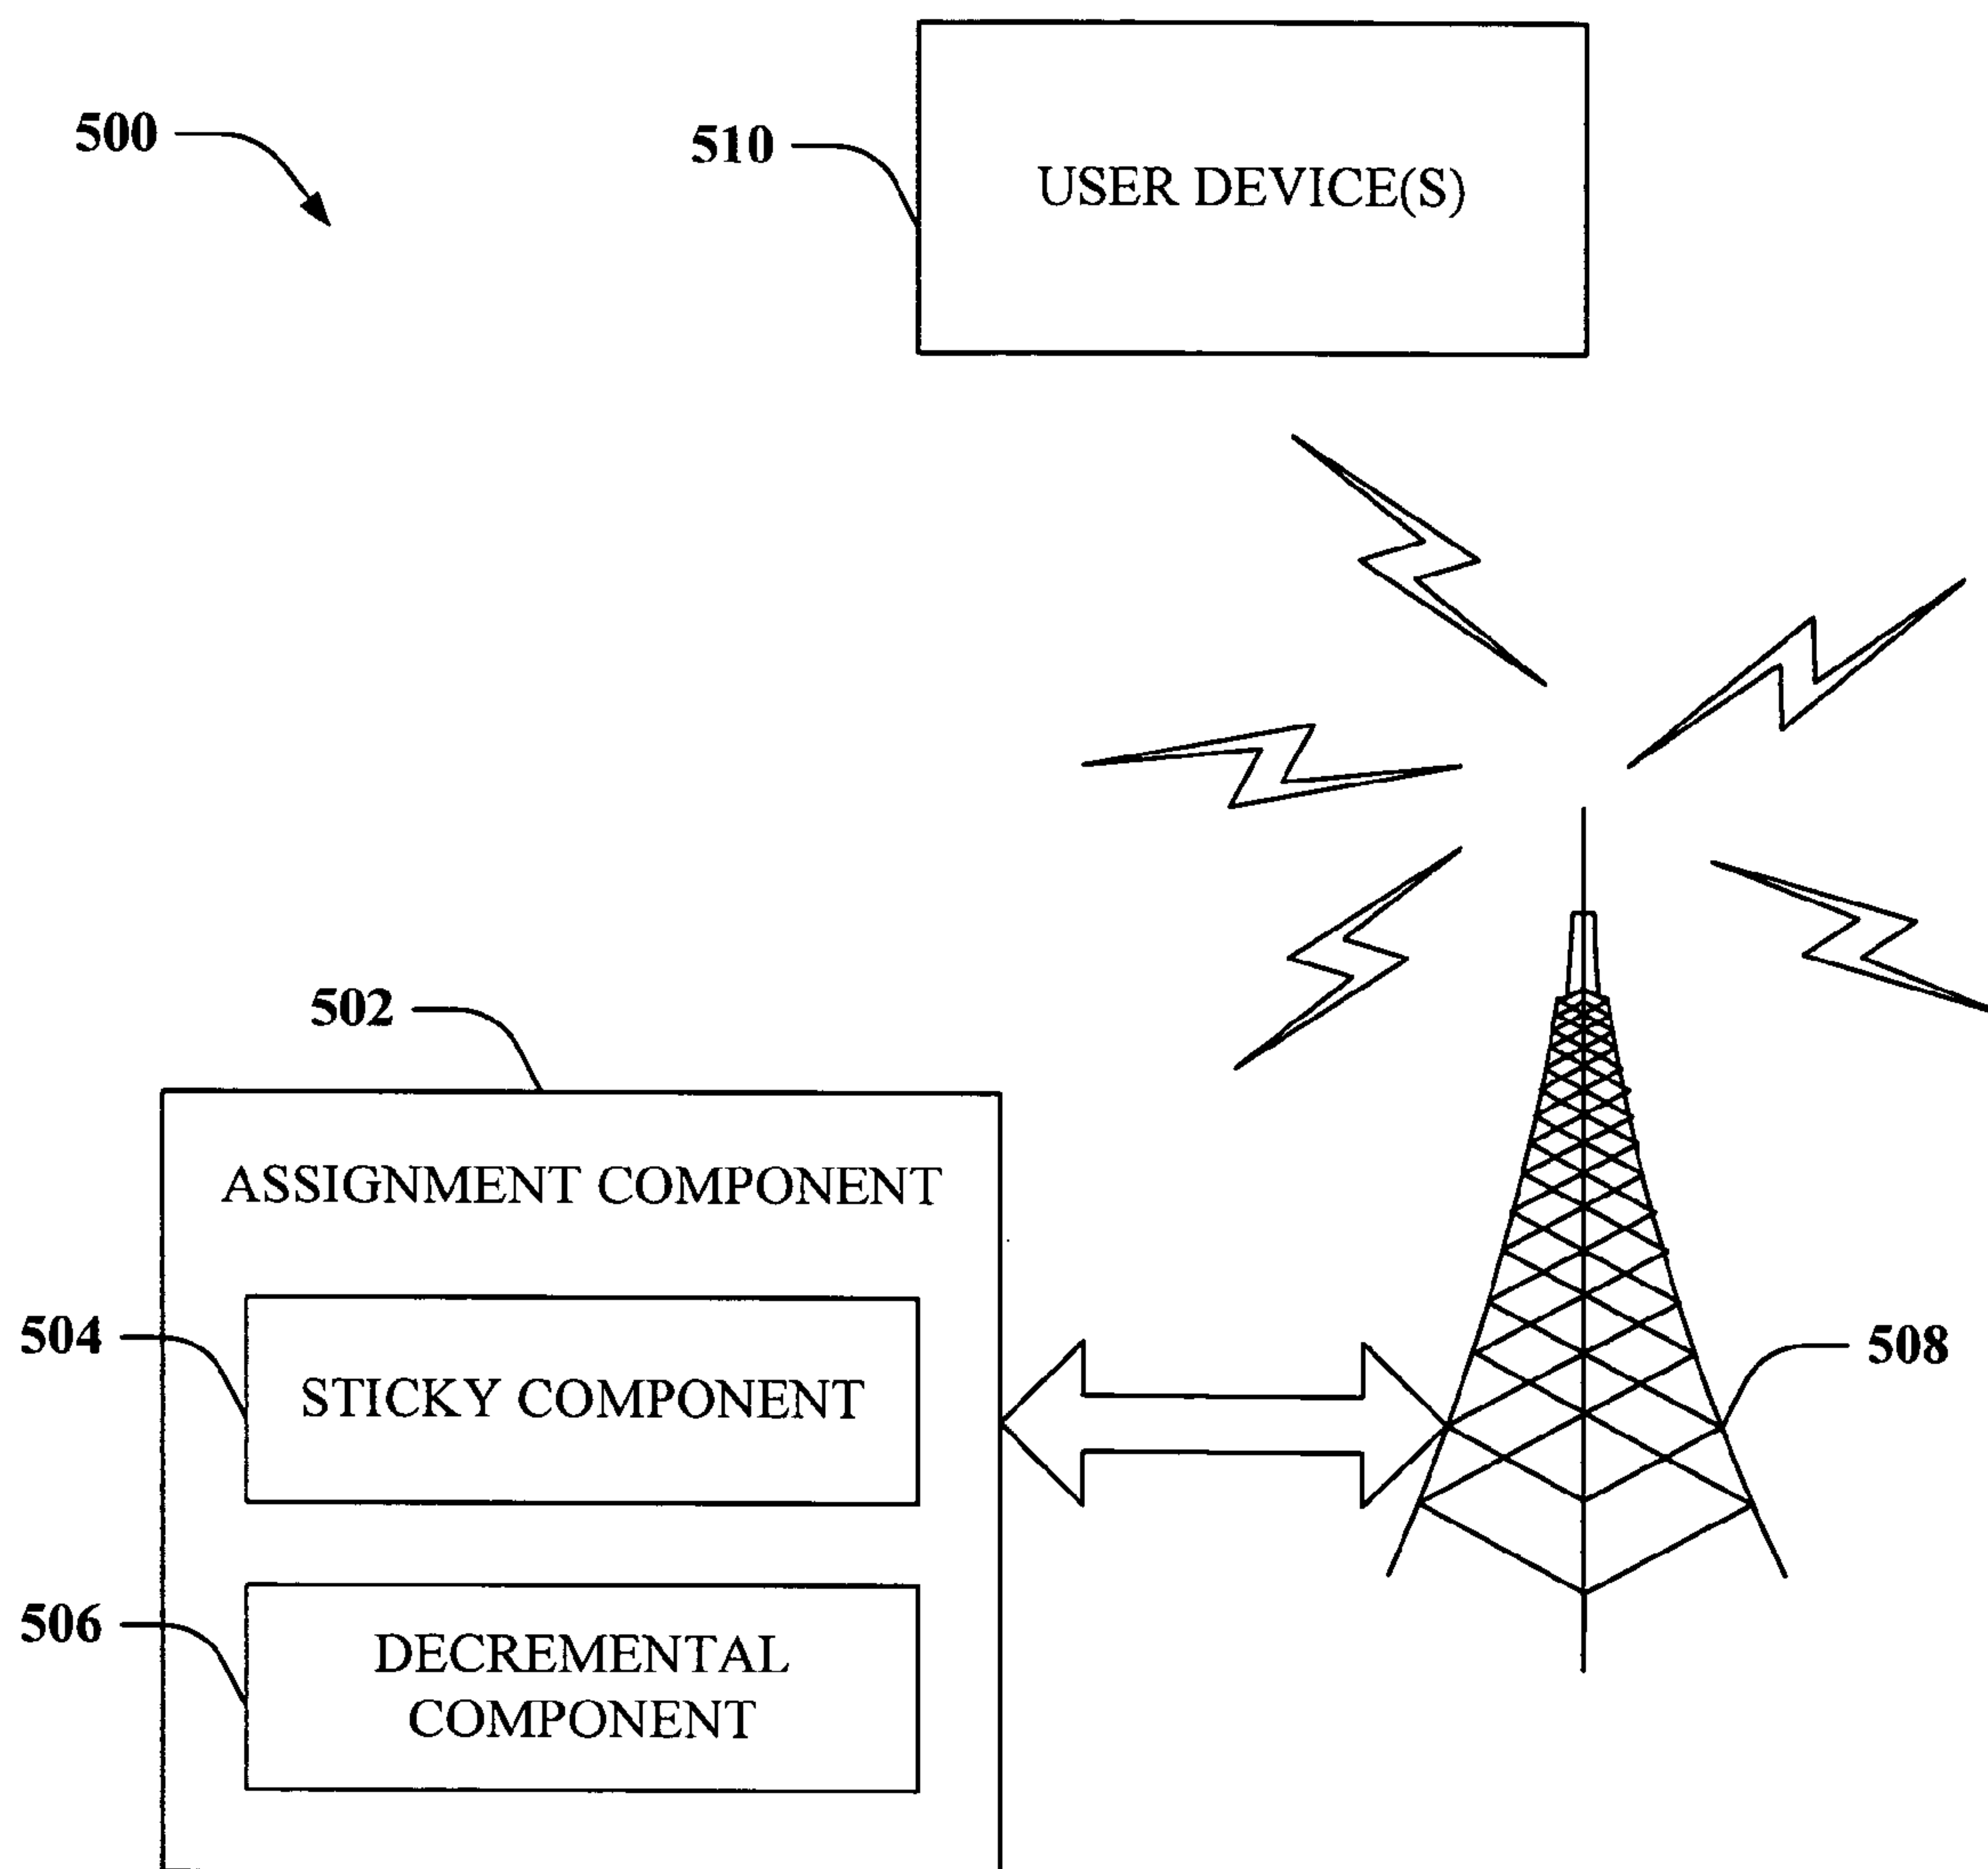 500
510
USER DEVICE(S)
502
ASSIGNMENT COMPONENT
504
STICKY COMPONENT
508
506
DECREMENTAL
COMPONENT